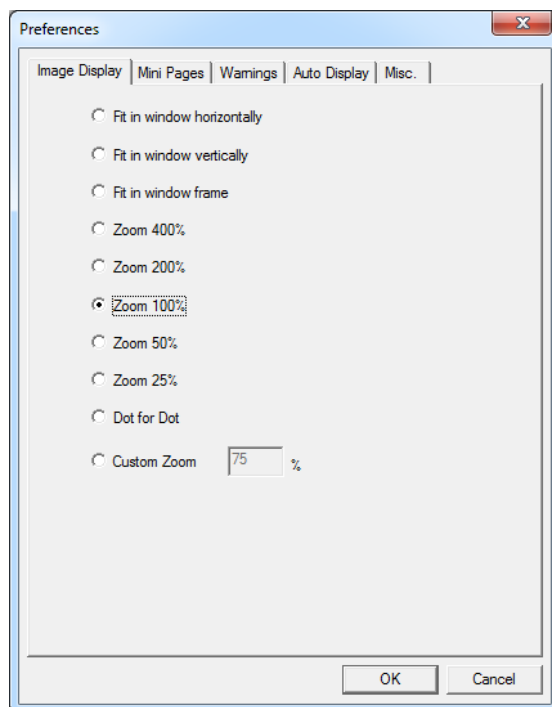 Preferences
Image Display Mini Pages Warnings Auto Display Misc.
Fit in window horizontally
Fit in window vertically
Fit in window frame
Zoom 400%
Zoom 200%
Zoom 100%
Zoom 50%
Zoom 25%
Dot for Dot
Custom Zoom 75 %
OK Cancel